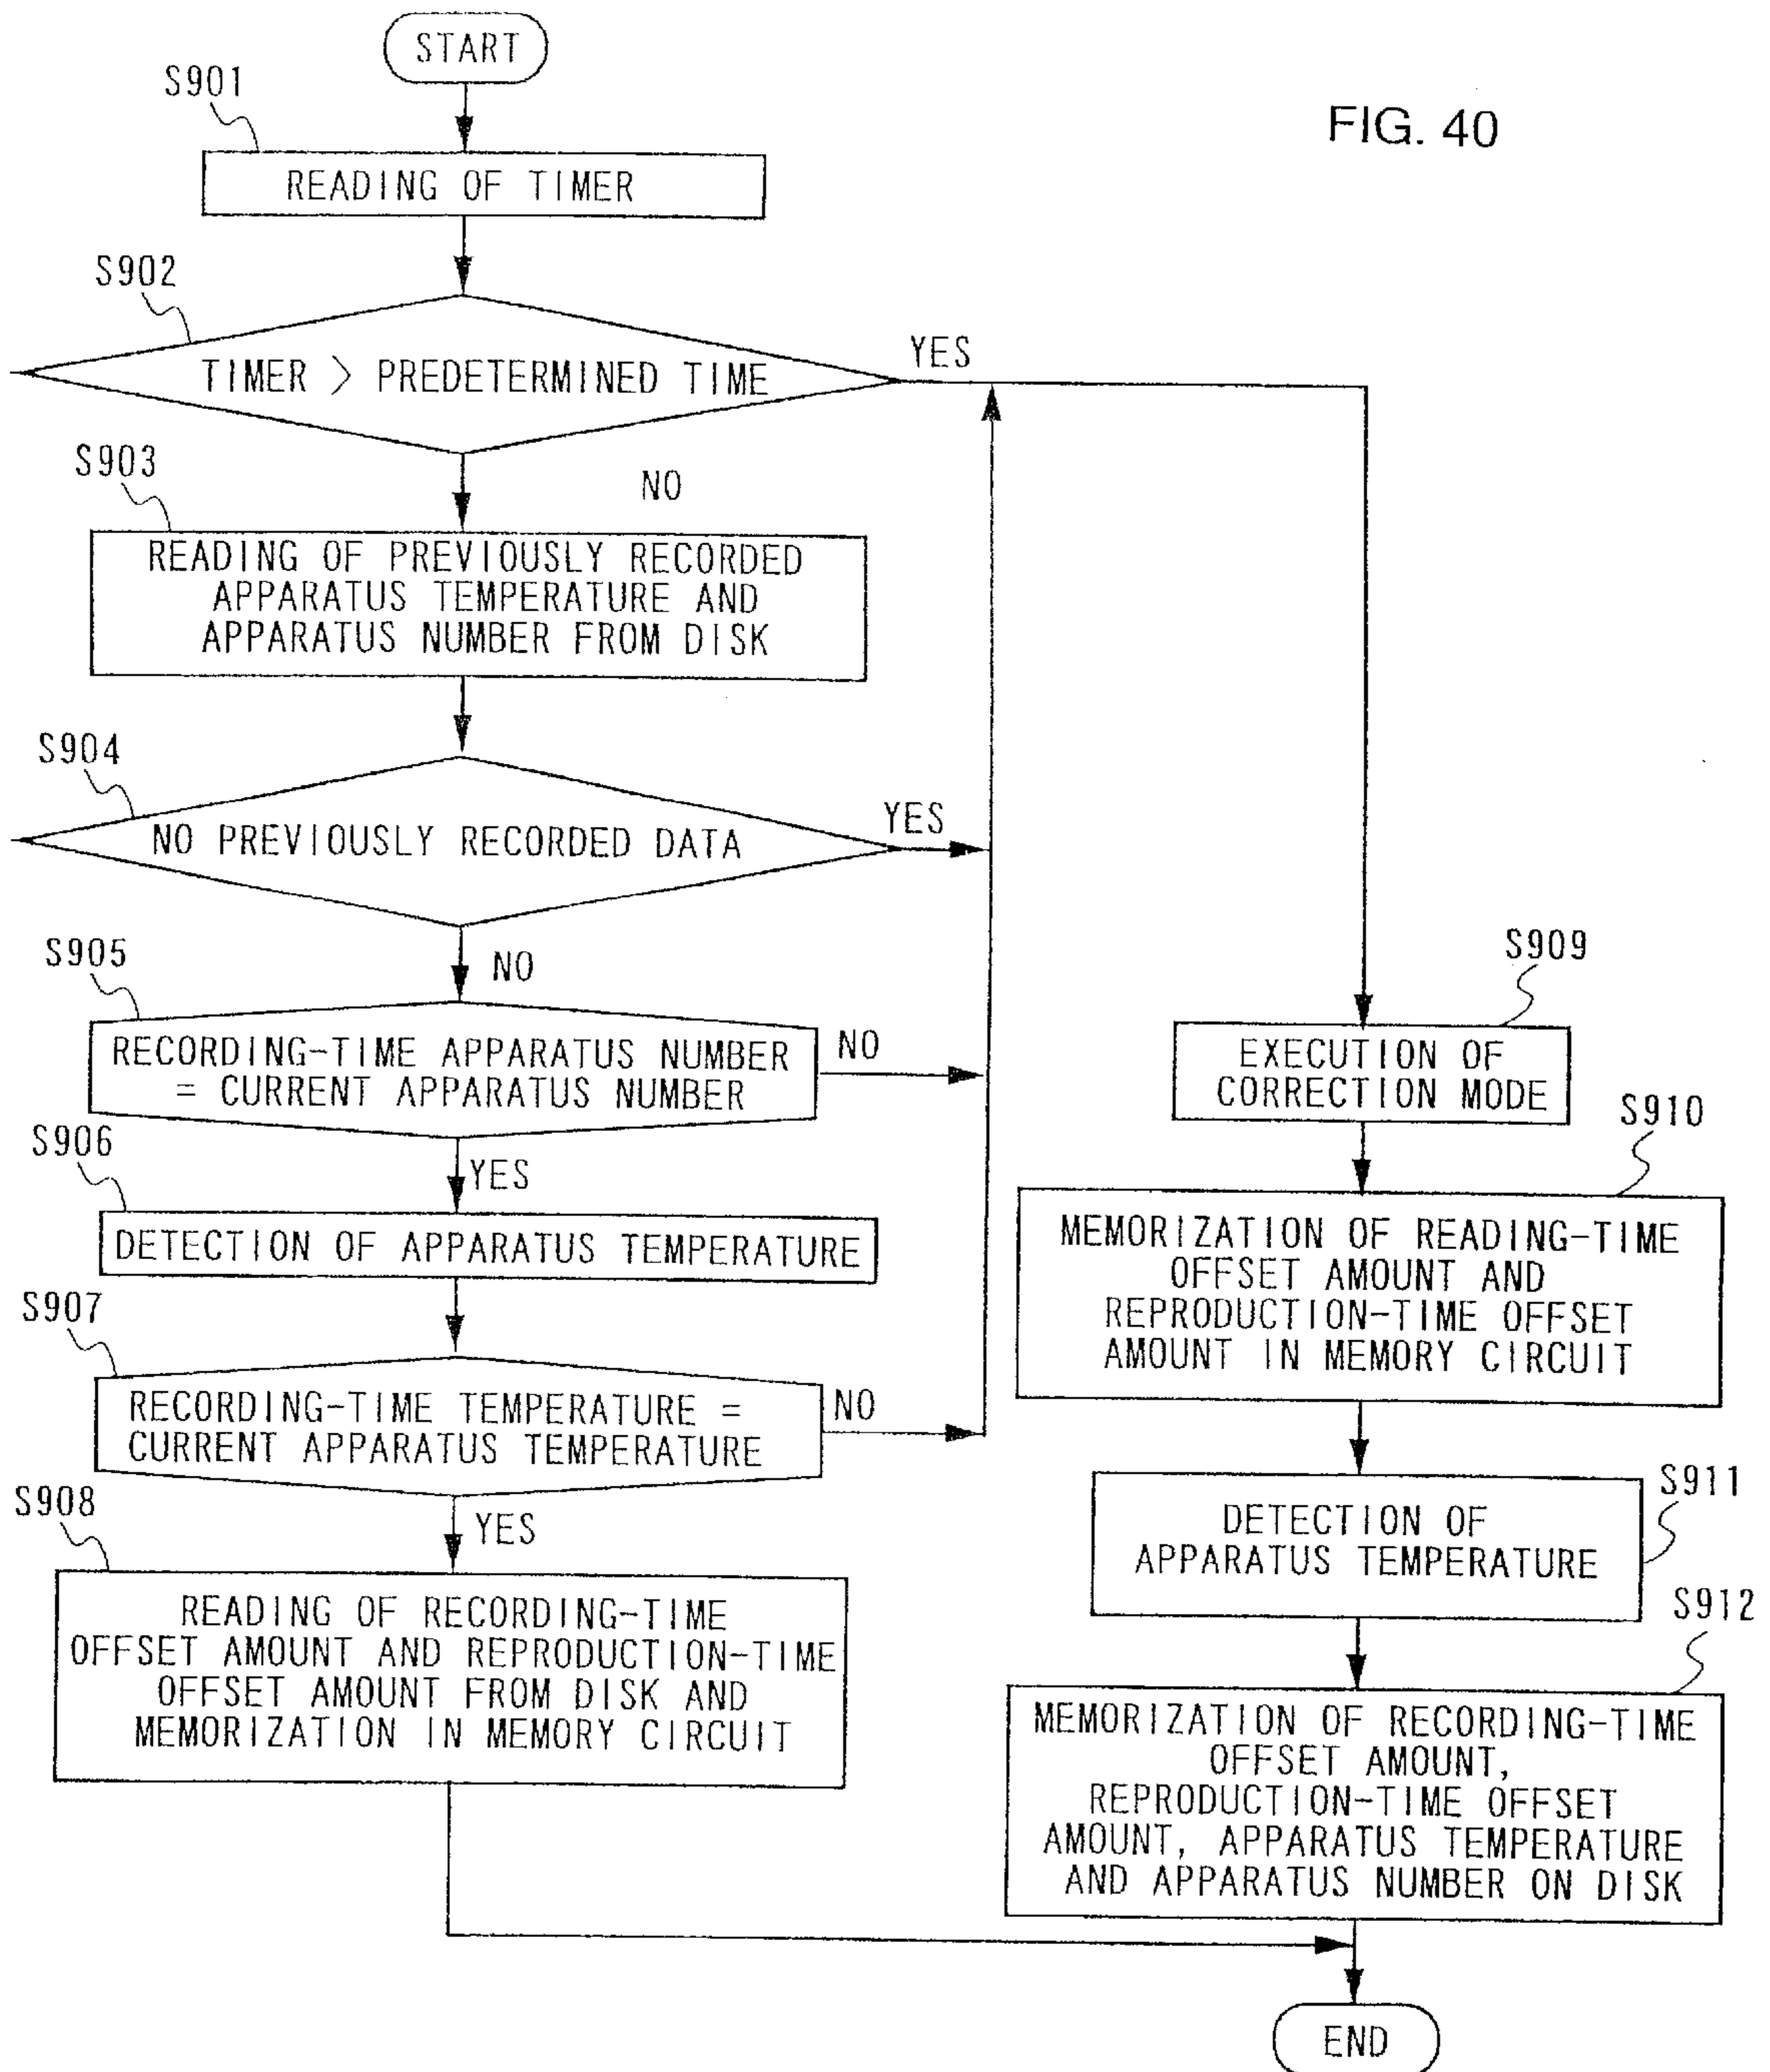 START
FIG. 40
S901
READING OF TIMER
S902
TIMER > PREDETERMINED TIME
YES
NO
S903
READING OF PREVIOUSLY RECORDED
APPARATUS TEMPERATURE AND
APPARATUS NUMBER FROM DISK
S904
NO PREVIOUSLY RECORDED DATA
YES
NO
S905
RECORDING-TIME APPARATUS NUMBER
= CURRENT APPARATUS NUMBER
NO
YES
S906
DETECTION OF APPARATUS TEMPERATURE
S907
RECORDING-TIME TEMPERATURE =
CURRENT APPARATUS TEMPERATURE
NO
YES
S908
READING OF RECORDING-TIME
OFFSET AMOUNT AND REPRODUCTION-TIME
OFFSET AMOUNT FROM DISK AND
MEMORIZATION IN MEMORY CIRCUIT
S909
EXECUTION OF
CORRECTION MODE
S910
MEMORIZATION OF READING-TIME
OFFSET AMOUNT AND
REPRODUCTION-TIME OFFSET
AMOUNT IN MEMORY CIRCUIT
S911
DETECTION OF
APPARATUS TEMPERATURE
S912
MEMORIZATION OF RECORDING-TIME
OFFSET AMOUNT,
REPRODUCTION-TIME OFFSET
AMOUNT, APPARATUS TEMPERATURE
AND APPARATUS NUMBER ON DISK
END